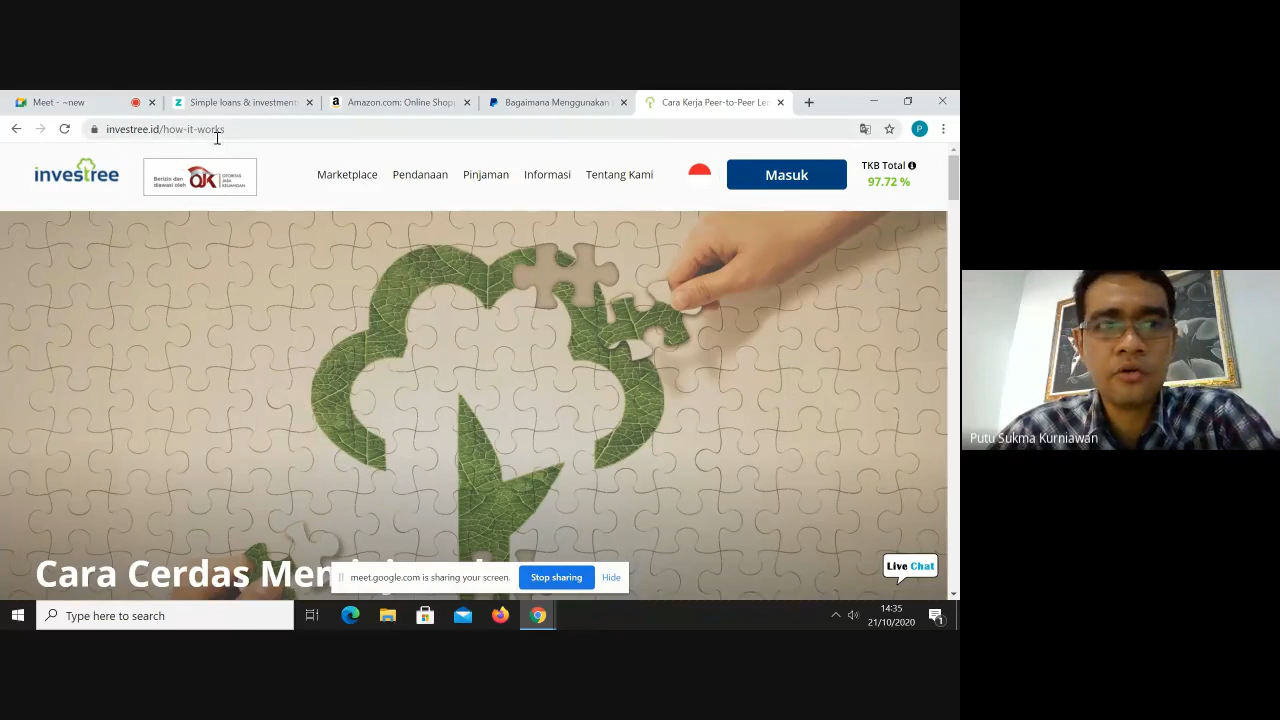 Meet - ~new
Simple loans & investment
Amazon.com: Online Shopp
Bagaimana Menggunakan
Cara Kerja Peer-to-Peer Len
investree.id/how-it-works
P
investree
Berizin dan
diawasi oleh
OJK
OTORITAS
JASA
KEUANGAN
Marketplace
Pendanaan
Pinjaman
Informasi
Tentang Kami
Masuk
TKB Total
97.72 %
Putu Sukma Kurniawan
Live Chat
Cara Cerdas Men
meet.google.com is sharing your screen.
Stop sharing
Hide
Type here to search
14:35
21/10/2020
1